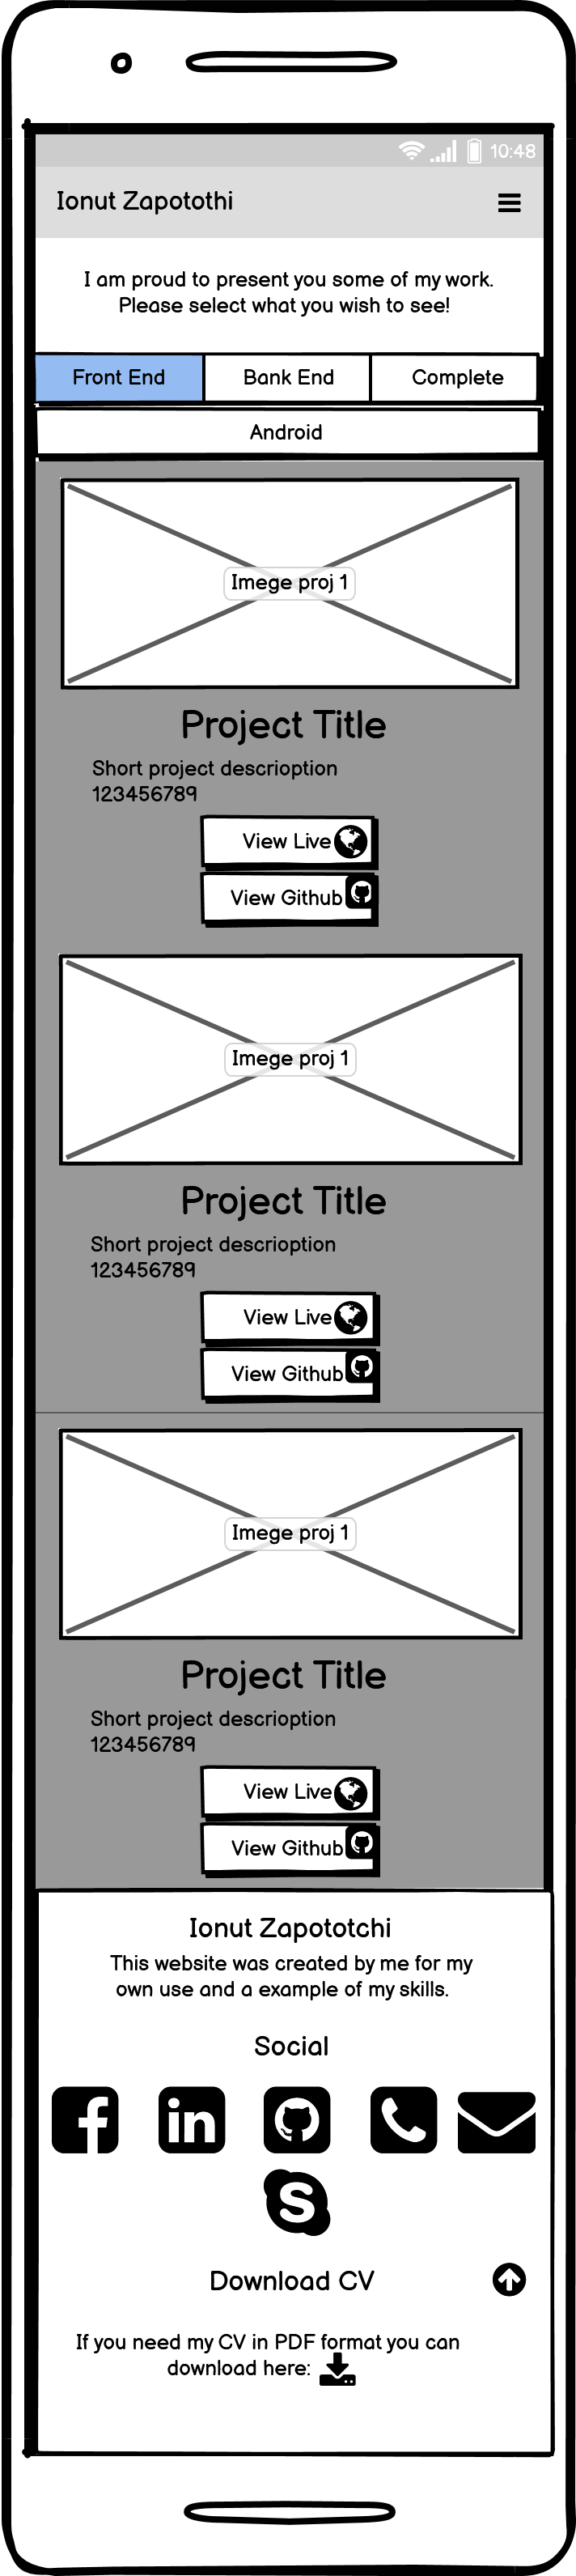 10:48
Ionut Zapotothi
I am proud to present you some of my work.
Please select what you wish to see!
Front End
Bank End
Complete
Android
Imege proj 1
Project Title
Short project descrioption
123456789
View Live
View Github
Imege proj 1
Project Title
Short project descrioption
123456789
View Live
View Github
Imege proj 1
Project Title
Short project descrioption
123456789
View Live
View Github
Ionut Zapototchi
This website was created by me for my
own use and a example of my skills.
Social
Download CV
If you need my CV in PDF format you can
download here: